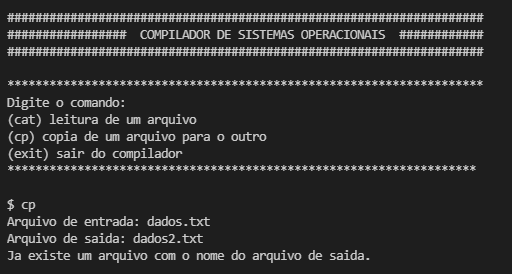 ####################################################################
################# COMPILADOR DE SISTEMAS OPERACIONAIS ############
####################################################################
********************************************************************
Digite o comando:
(cat) leitura de um arquivo
(cp) copia de um arquivo para o outro
(exit) sair do compilador
*******************************************************************
$ cp
Arquivo de entrada: dados.txt
Arquivo de saida: dados2.txt
Ja existe um arquivo com o nome do arquivo de saida.